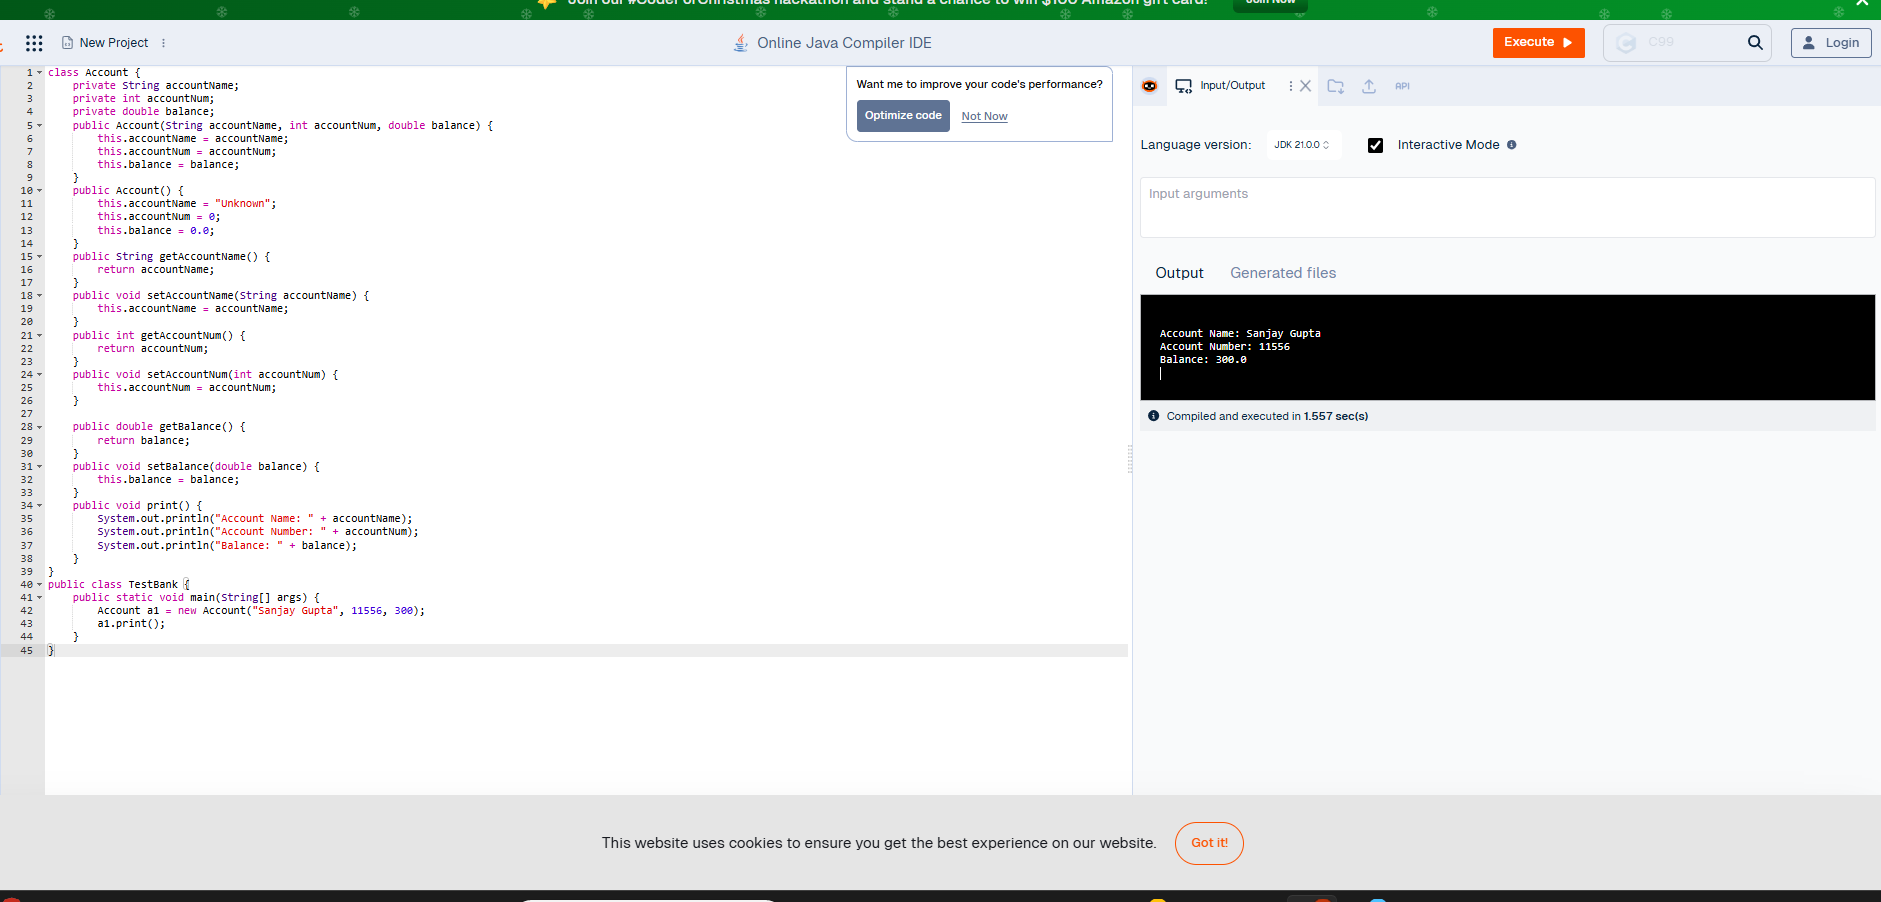 Join our #CodeForChristmas hackathon and stand a chance to win $100 Amazon gift card!
Join Now
New Project
Online Java Compiler IDE
Execute
C99
Login
1 class Account {
2 private String accountName;
3 private int accountNum;
4 private double balance;
5 public Account(String accountName, int accountNum, double balance) {
6 this.accountName = accountName;
7 this.accountNum = accountNum;
8 this.balance = balance;
9 }
10 public Account() {
11 this.accountName = "Unknown";
12 this.accountNum = 0;
13 this.balance = 0.0;
14 }
15 public String getAccountName() {
16 return accountName;
17 }
18 public void setAccountName(String accountName) {
19 this.accountName = accountName;
20 }
21 public int getAccountNum() {
22 return accountNum;
23 }
24 public void setAccountNum(int accountNum) {
25 this.accountNum = accountNum;
26 }
27
28 public double getBalance() {
29 return balance;
30 }
31 public void setBalance(double balance) {
32 this.balance = balance;
33 }
34 public void print() {
35 System.out.println("Account Name: " + accountName);
36 System.out.println("Account Number: " + accountNum);
37 System.out.println("Balance: " + balance);
38 }
39 }
40 public class TestBank {
41 public static void main(String[] args) {
42 Account a1 = new Account("Sanjay Gupta", 11556, 300);
43 a1.print();
44 }
45 }
Want me to improve your code's performance?
Optimize code
Not Now
Input/Output
API
Language version:
JDK 21.0.0
Interactive Mode
Input arguments
Output
Generated files
Account Name: Sanjay Gupta
Account Number: 11556
Balance: 300.0
Compiled and executed in 1.557 sec(s)
This website uses cookies to ensure you get the best experience on our website.
Got it!